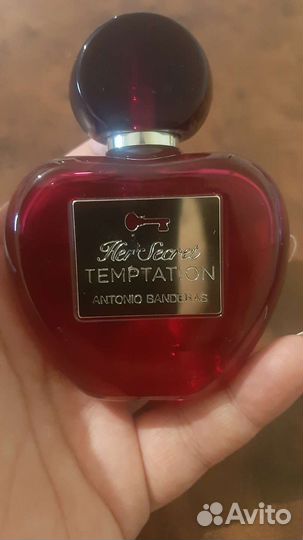 Her Secret
TEMPTATION
ANTONIO BANDERAS
Avito